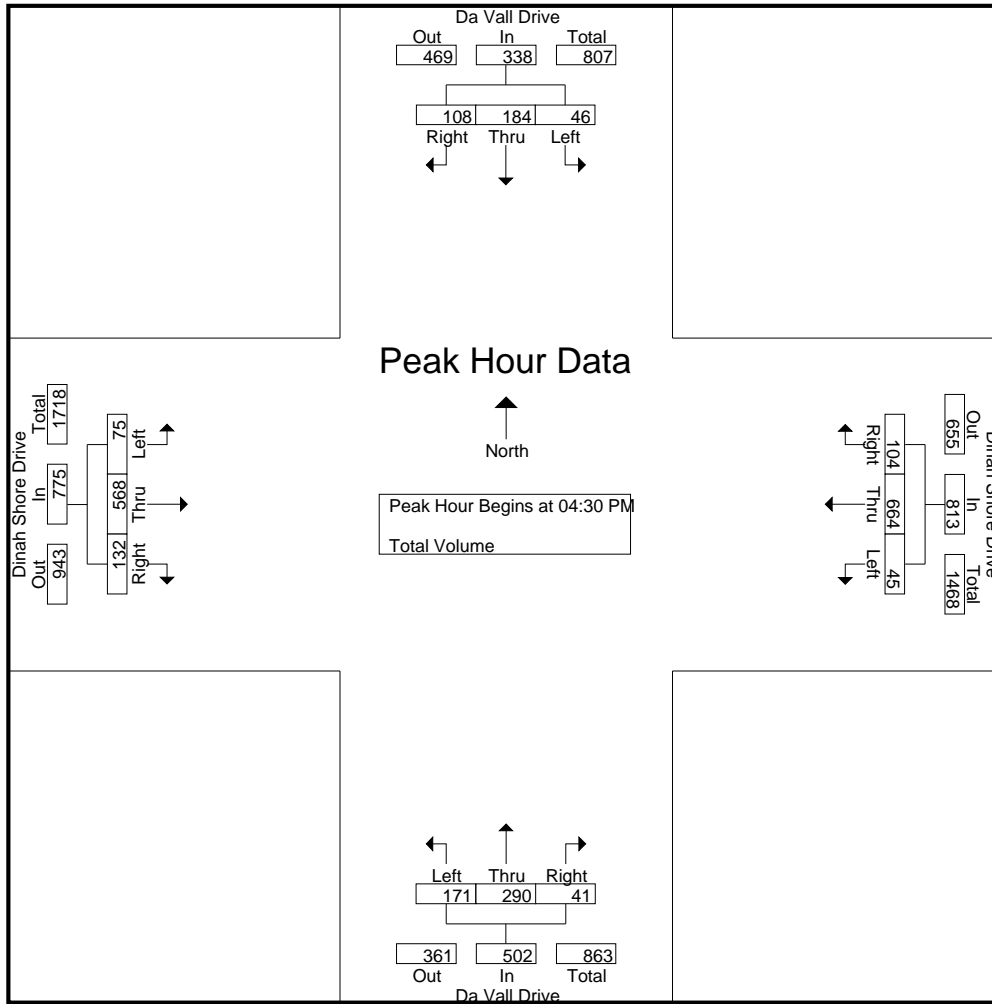 Da Vall Drive
Out In Total
469 338 807
108 184 46
Right Thru Left
Peak Hour Data
North
Peak Hour Begins at 04:30 PM
Total Volume
Dinah Shore Drive
Total In Out
1718 775 943
75 568 132
Left Thru Right
Right Thru Left
104 664 45
Out In Total
655 813 1468
Dinah Shore Drive
Left Thru Right
171 290 41
361 502 863
Out In Total
Da Vall Drive